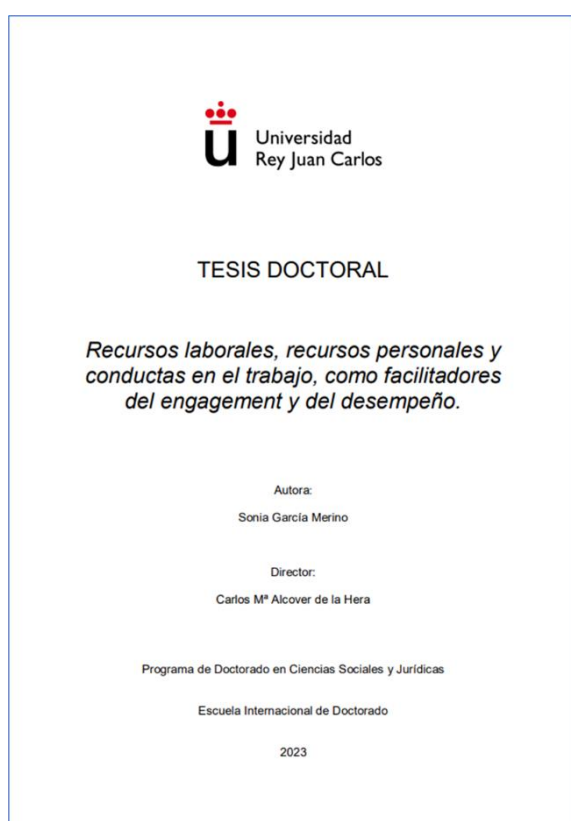 Universidad
Rey Juan Carlos
TESIS DOCTORAL
Recursos laborales, recursos personales y
conductas en el trabajo, como facilitadores
del engagement y del desempeño.
Autora:
Sonia García Merino
Director:
Carlos Mª Alcover de la Hera
Programa de Doctorado en Ciencias Sociales y Jurídicas
Escuela Internacional de Doctorado
2023